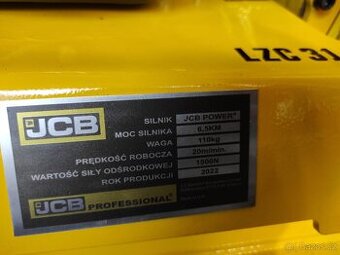 LZC 31
JCB
SILNIK JCB POWER®
MOC SILNIKA 6,5KM
WAGA 118kg
PRĘDKOŚĆ ROBOCZA 20m/min.
WARTOŚĆ SIŁY ODŚRODKOWEJ 1500N
ROK PRODUKCJI 2022
JCB PROFESSIONAL